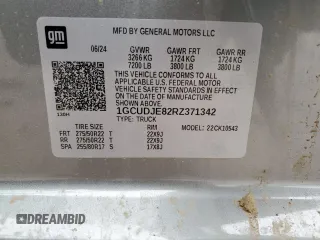 gm
MFD BY GENERAL MOTORS LLC
06/24 GVWR GAWR FRT GAWR RR
3266 KG 1724 KG 1724 KG
7200 LB 3800 LB 3800 LB
THIS VEHICLE CONFORMS TO ALL APPLICABLE
U.S. FEDERAL MOTOR VEHICLE
SAFETY STANDARDS IN EFFECT
ON THE DATE OF MANUFACTURE SHOWN ABOVE.
1GCUDJE82RZ371342
TYPE: TRUCK
TIRE SIZE RIM MODEL: 22CK10543
FRT 275/50R22 T 22X9J
RR 275/50R22 T 22X9J
SPA 255/80R17 S 17X8J